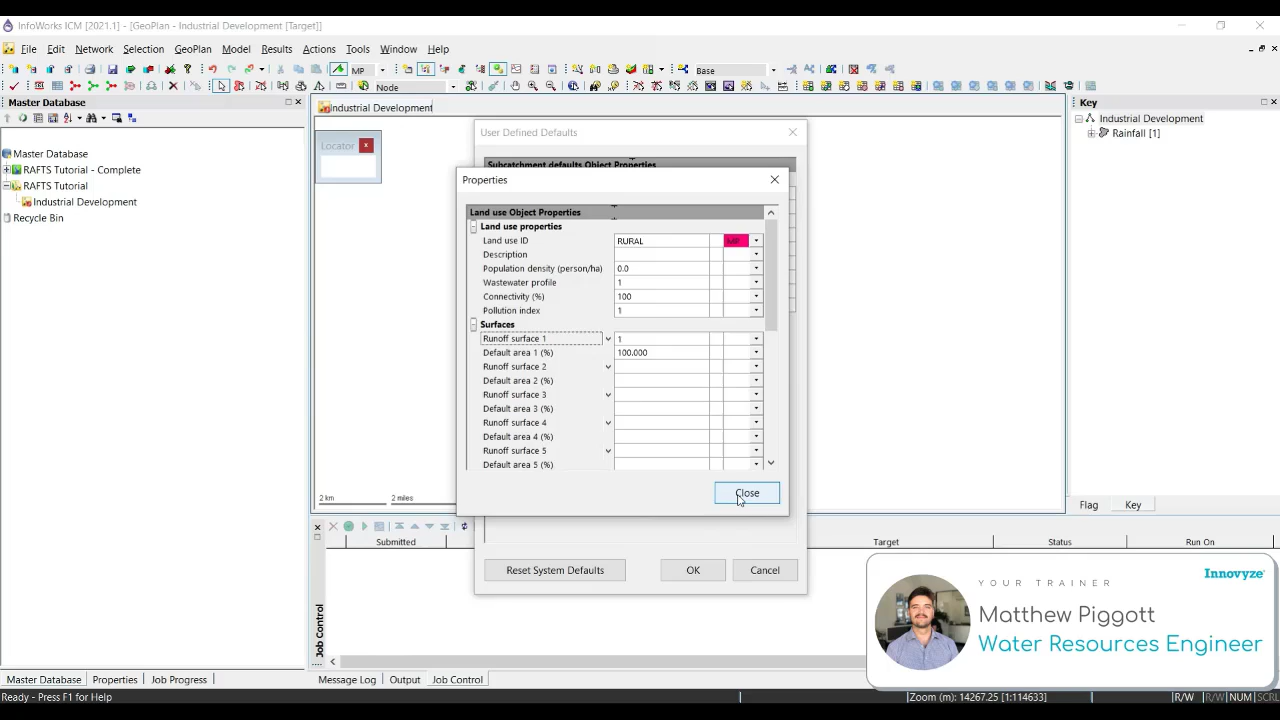 InfoWorks ICM [2021.1] - [GeoPlan - Industrial Development [Target]]
File Edit Network Selection GeoPlan Model Results Actions Tools Window Help
MP Base
Node
Master Database
Master Database
RAFTS Tutorial - Complete
RAFTS Tutorial
Industrial Development
Recycle Bin
Industrial Development
Locator
2 km 2 miles
User Defined Defaults
Subcatchment defaults Object Properties
Properties
Land use Object Properties
Land use properties
Land use ID RURAL MP
Description
Population density (person/ha) 0.0
Wastewater profile 1
Connectivity (%) 100
Pollution index 1
Surfaces
Runoff surface 1 1
Default area 1 (%) 100.000
Runoff surface 2
Default area 2 (%)
Runoff surface 3
Default area 3 (%)
Runoff surface 4
Default area 4 (%)
Runoff surface 5
Default area 5 (%)
Close
Reset System Defaults OK Cancel
Key
Industrial Development
Rainfall [1]
Flag Key
Submitted Target Status Run On
Job Control
Innovyze
YOUR TRAINER
Matthew Piggott
Water Resources Engineer
Master Database Properties Job Progress
Message Log Output Job Control
Ready - Press F1 for Help
Zoom (m): 14267.25 [1:114633] R/W R/W NUM SCRL